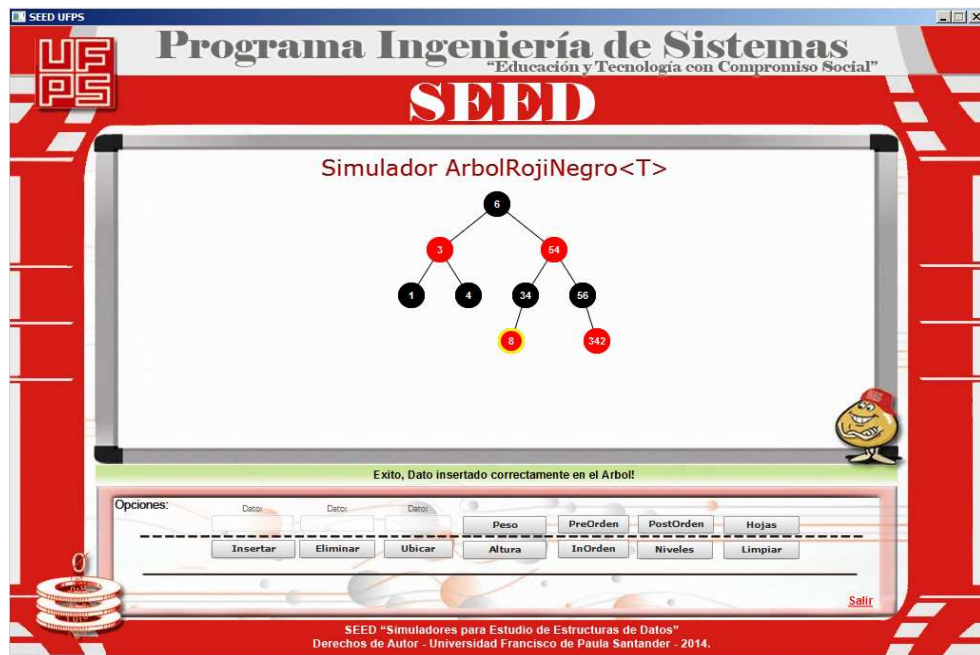 SEED UFPS
UFPS
Programa Ingeniería de Sistemas
“Educación y Tecnología con Compromiso Social”
SEED
Simulador ArbolRojiNegro<T>
6
3 54
1 4 34 56
8 342
Exito, Dato insertado correctamente en el Arbol!
Opciones:
Dato: Dato: Dato:
Peso PreOrden PostOrden Hojas
Insertar Eliminar Ubicar Altura InOrden Niveles Limpiar
Salir
SEED “Simuladores para Estudio de Estructuras de Datos”
Derechos de Autor - Universidad Francisco de Paula Santander - 2014.